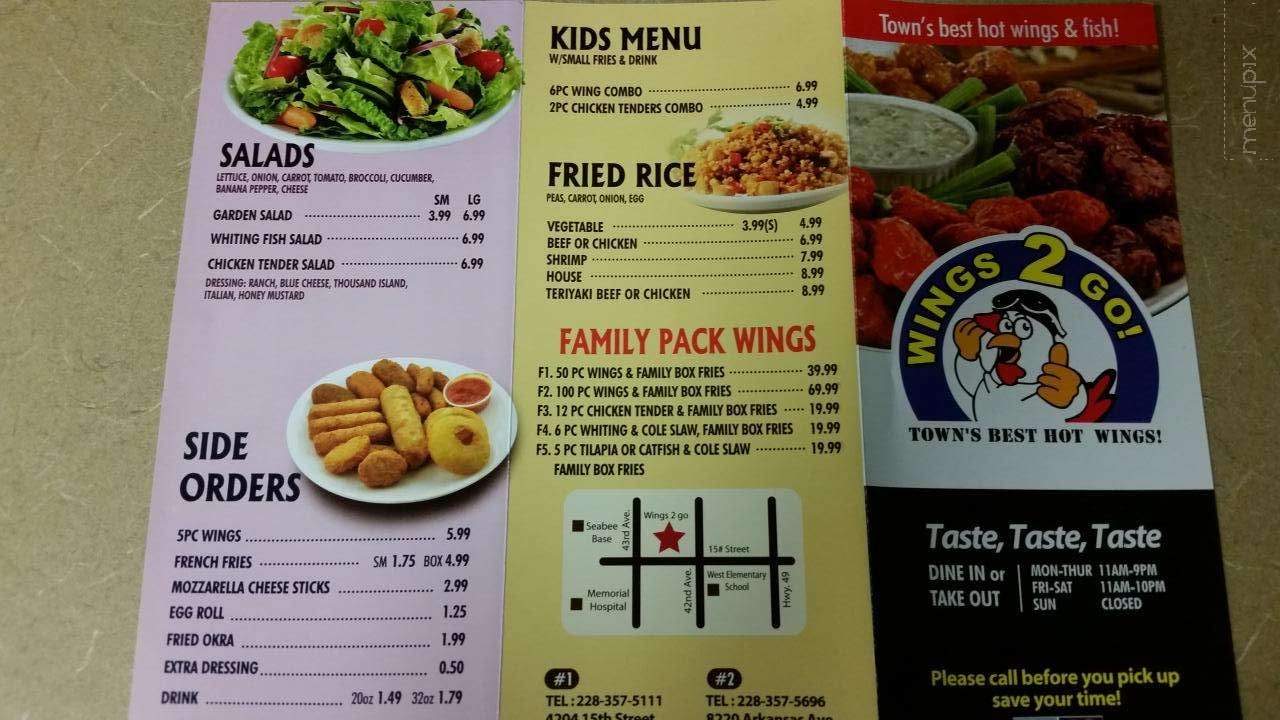 SALADS
LETTUCE, ONION, CARROT, TOMATO, BROCCOLI, CUCUMBER,
BANANA PEPPER, CHEESE
SM LG
GARDEN SALAD 3.99 6.99
WHITING FISH SALAD 6.99
CHICKEN TENDER SALAD 6.99
DRESSING: RANCH, BLUE CHEESE, THOUSAND ISLAND,
ITALIAN, HONEY MUSTARD
SIDE
ORDERS
5PC WINGS 5.99
FRENCH FRIES SM 1.75 BOX 4.99
MOZZARELLA CHEESE STICKS 2.99
EGG ROLL 1.25
FRIED OKRA 1.99
EXTRA DRESSING 0.50
DRINK 20oz 1.49 32oz 1.79
KIDS MENU
W/SMALL FRIES & DRINK
6PC WING COMBO 6.99
2PC CHICKEN TENDERS COMBO 4.99
FRIED RICE
PEAS, CARROT, ONION, EGG
VEGETABLE 3.99(S) 4.99
BEEF OR CHICKEN 6.99
SHRIMP 7.99
HOUSE 8.99
TERIYAKI BEEF OR CHICKEN 8.99
FAMILY PACK WINGS
F1. 50 PC WINGS & FAMILY BOX FRIES 39.99
F2. 100 PC WINGS & FAMILY BOX FRIES 69.99
F3. 12 PC CHICKEN TENDER & FAMILY BOX FRIES 19.99
F4. 6 PC WHITING & COLE SLAW, FAMILY BOX FRIES 19.99
F5. 5 PC TILAPIA OR CATFISH & COLE SLAW 19.99
FAMILY BOX FRIES
Seabee
Base
43rd Ave.
Wings 2 go
15# Street
Memorial
Hospital
42nd Ave.
West Elementary
School
Hwy. 49
#1
TEL : 228-357-5111
4204 15th Street
#2
TEL : 228-357-5696
8220 Arkansas Ave
Town's best hot wings & fish!
WINGS 2 GO!
TOWN'S BEST HOT WINGS!
Taste, Taste, Taste
DINE IN or
TAKE OUT
MON-THUR 11AM-9PM
FRI-SAT 11AM-10PM
SUN CLOSED
Please call before you pick up
save your time!
menupix